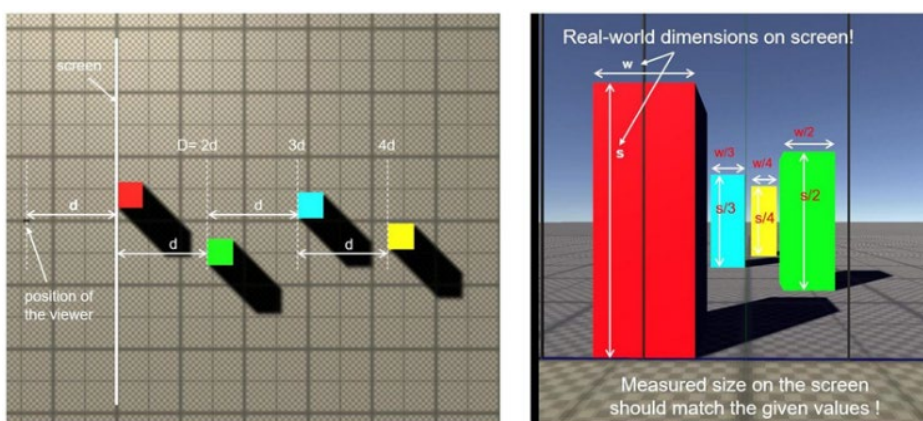 screen
D= 2d
3d
4d
d
d
d
d
position of
the viewer
Real-world dimensions on screen!
w
s
w/3
w/4
w/2
s/3
s/4
s/2
Measured size on the screen
should match the given values !